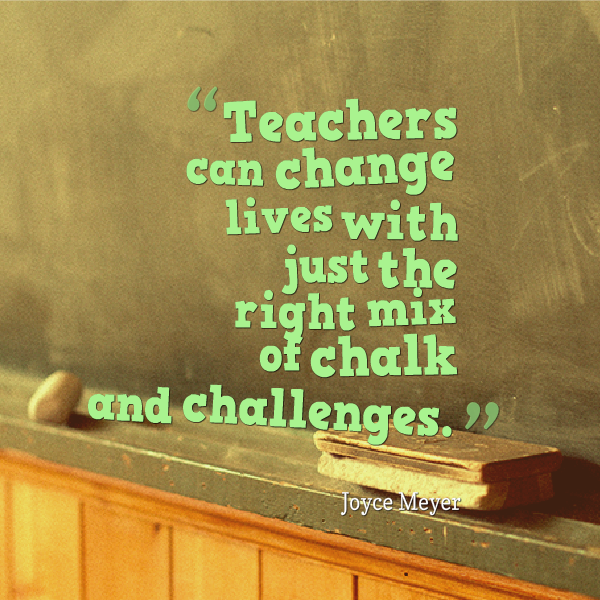 “Teachers
can change
lives with
just the
right mix
of chalk
and challenges.”
Joyce Meyer